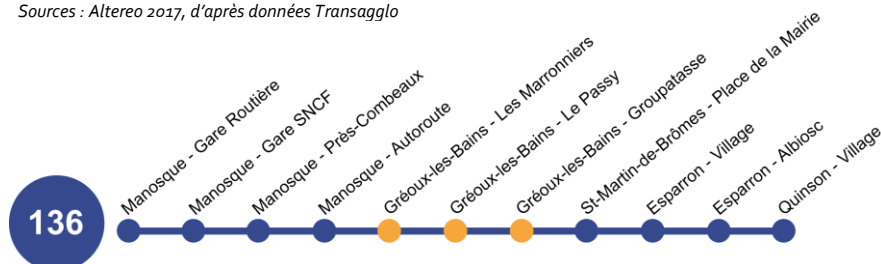 Sources : Altereo 2017, d'après données Transagglo
136
Manosque - Gare Routière
Manosque - Gare SNCF
Manosque - Près-Combeaux
Manosque - Autoroute
Gréoux-les-Bains - Les Marronniers
Gréoux-les-Bains - Le Passy
Gréoux-les-Bains - Groupatasse
St-Martin-de-Brômes - Place de la Mairie
Esparron - Village
Esparron - Albiosc
Quinson - Village